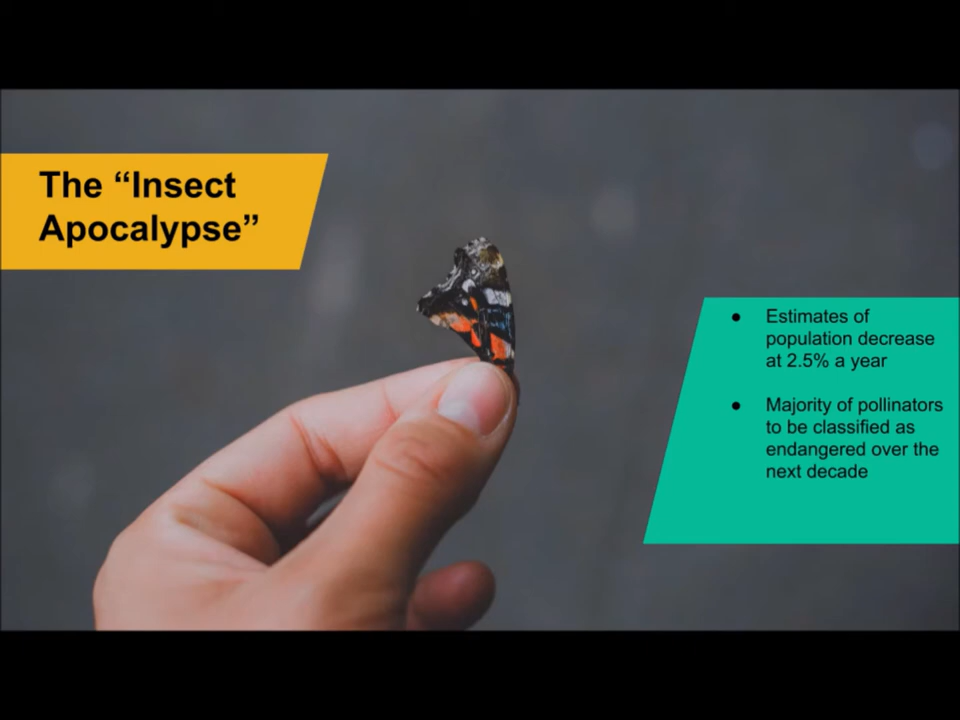 The “Insect
Apocalypse”
● Estimates of
population decrease
at 2.5% a year
● Majority of pollinators
to be classified as
endangered over the
next decade